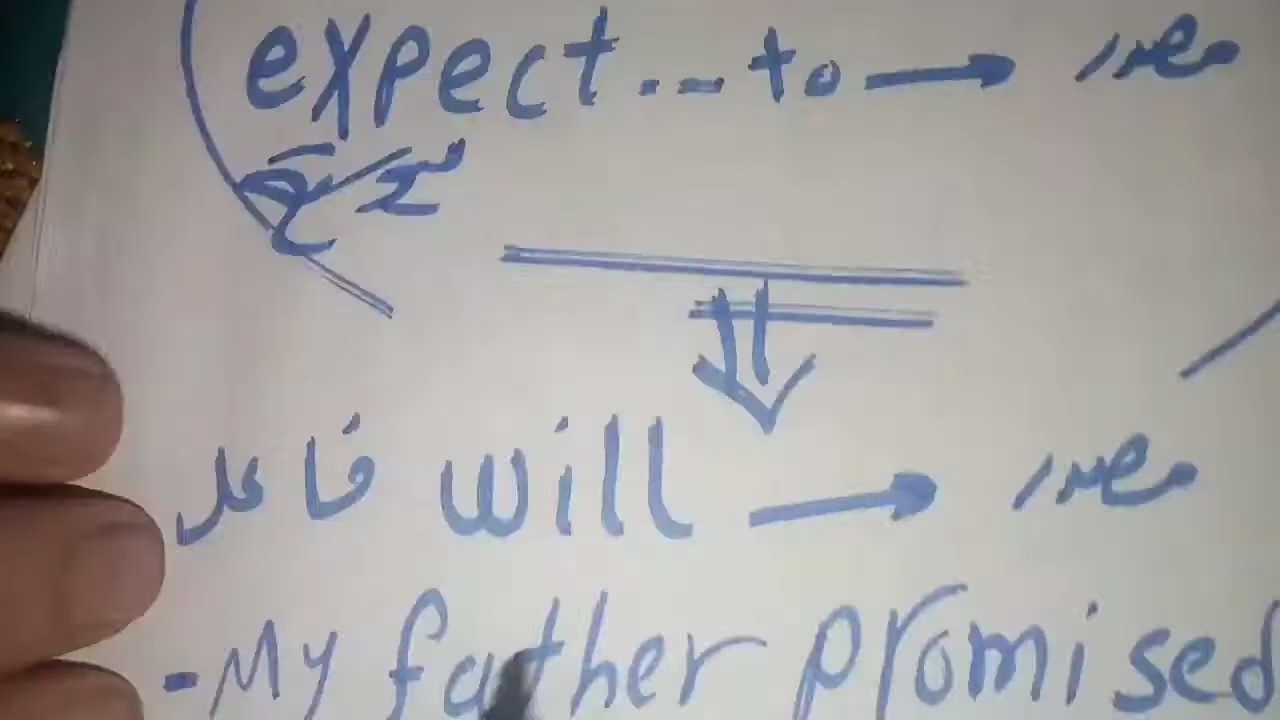 expect...to → مصدر
فاعل will → مصدر
-My father promised